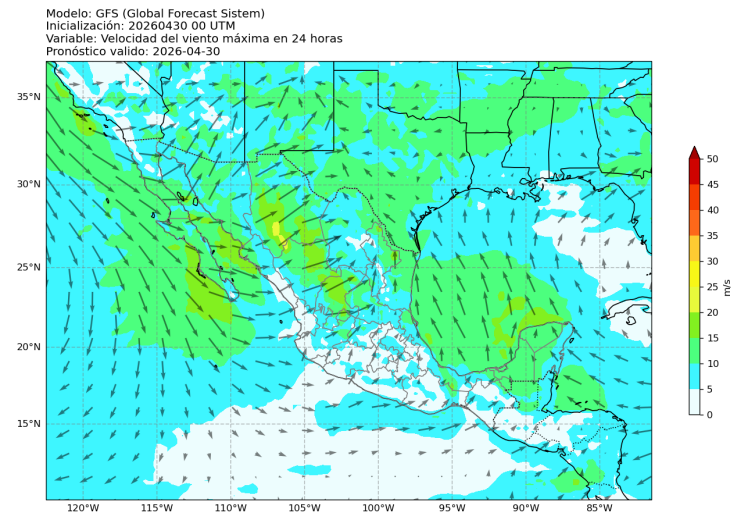 Modelo: GFS (Global Forecast Sistem)
Inicialización: 20260430 00 UTM
Variable: Velocidad del viento máxima en 24 horas
Pronóstico valido: 2026-04-30
35°N
30°N
25°N
20°N
15°N
120°W 115°W 110°W 105°W 100°W 95°W 90°W 85°W
50
45
40
35
30
25
20
15
10
5
0
m/s